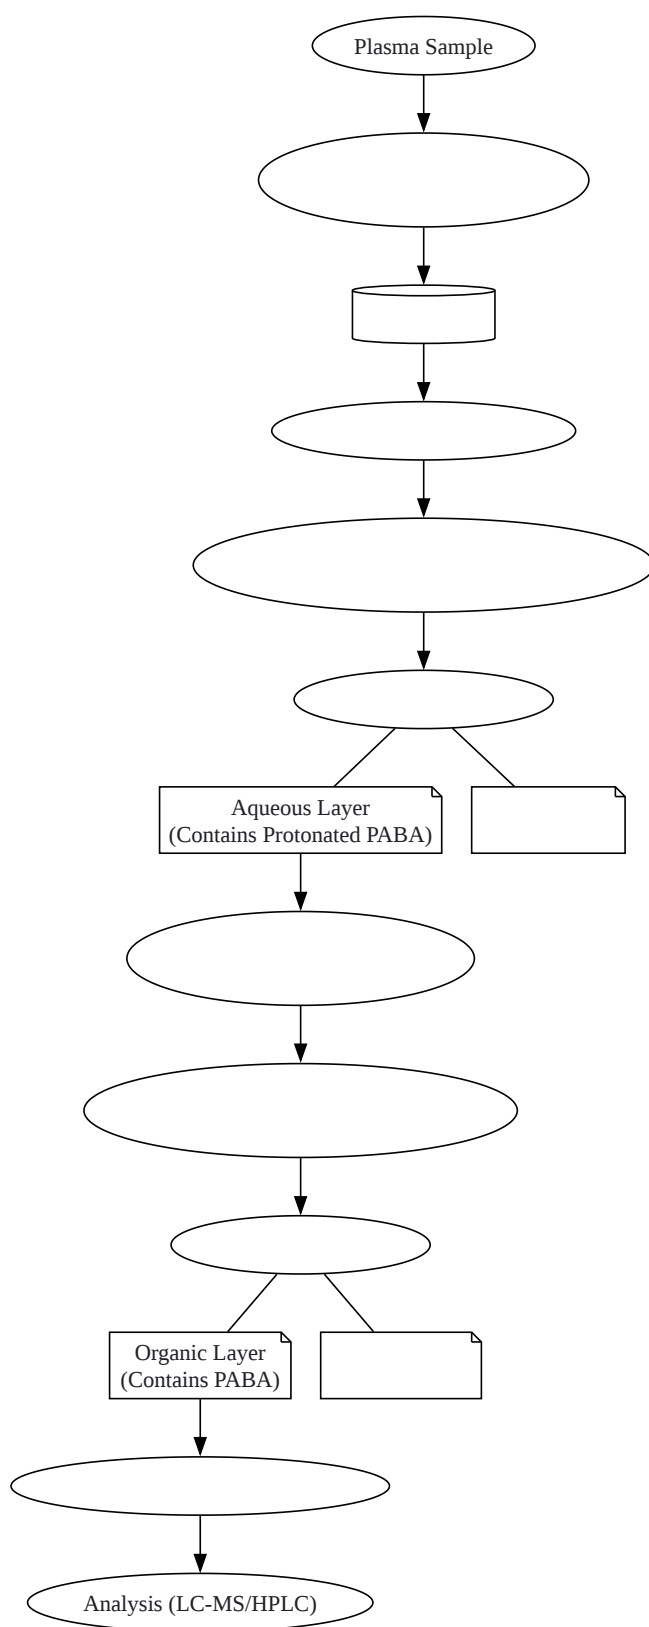 Plasma Sample
Aqueous Layer
(Contains Protonated PABA)
Organic Layer
(Contains PABA)
Analysis (LC-MS/HPLC)